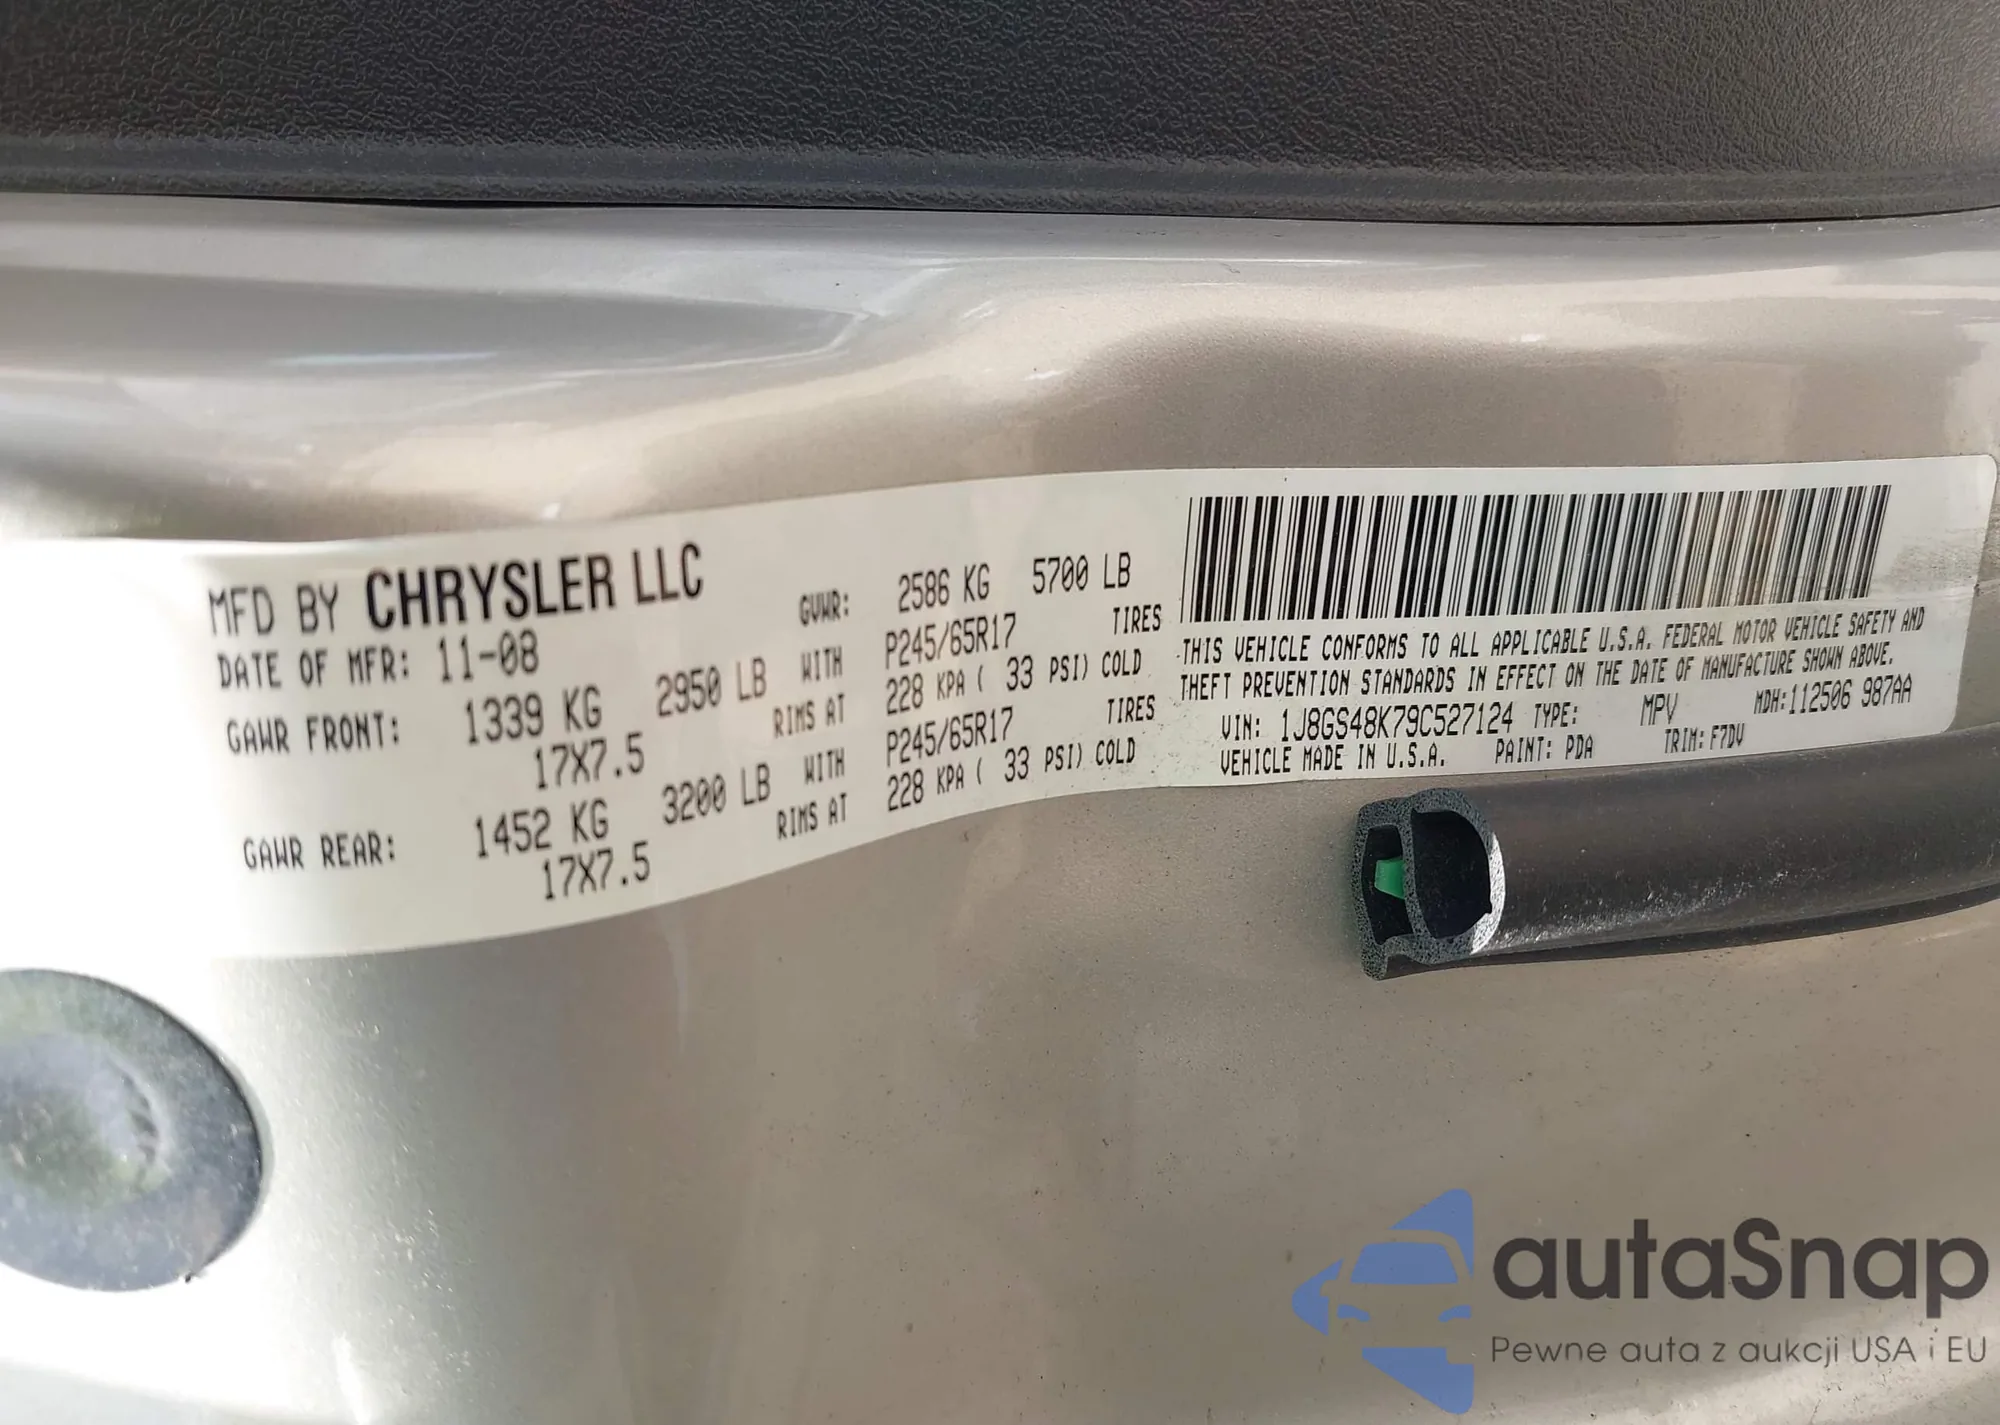 MFD BY CHRYSLER LLC
DATE OF MFR: 11-08
GVWR: 2586 KG 5700 LB
GAWR FRONT: 1339 KG 2950 LB WITH P245/65R17 TIRES
17X7.5 RIMS AT 228 KPA ( 33 PSI) COLD
GAWR REAR: 1452 KG 3200 LB WITH P245/65R17 TIRES
17X7.5 RIMS AT 228 KPA ( 33 PSI) COLD
THIS VEHICLE CONFORMS TO ALL APPLICABLE U.S.A. FEDERAL MOTOR VEHICLE SAFETY AND
THEFT PREVENTION STANDARDS IN EFFECT ON THE DATE OF MANUFACTURE SHOWN ABOVE.
VIN: 1J8GS48K79C527124 TYPE: MPV MDH:112506 987AA
VEHICLE MADE IN U.S.A. PAINT: PDA TRIM: F7DV
autaSnap
Pewne auta z aukcji USA i EU